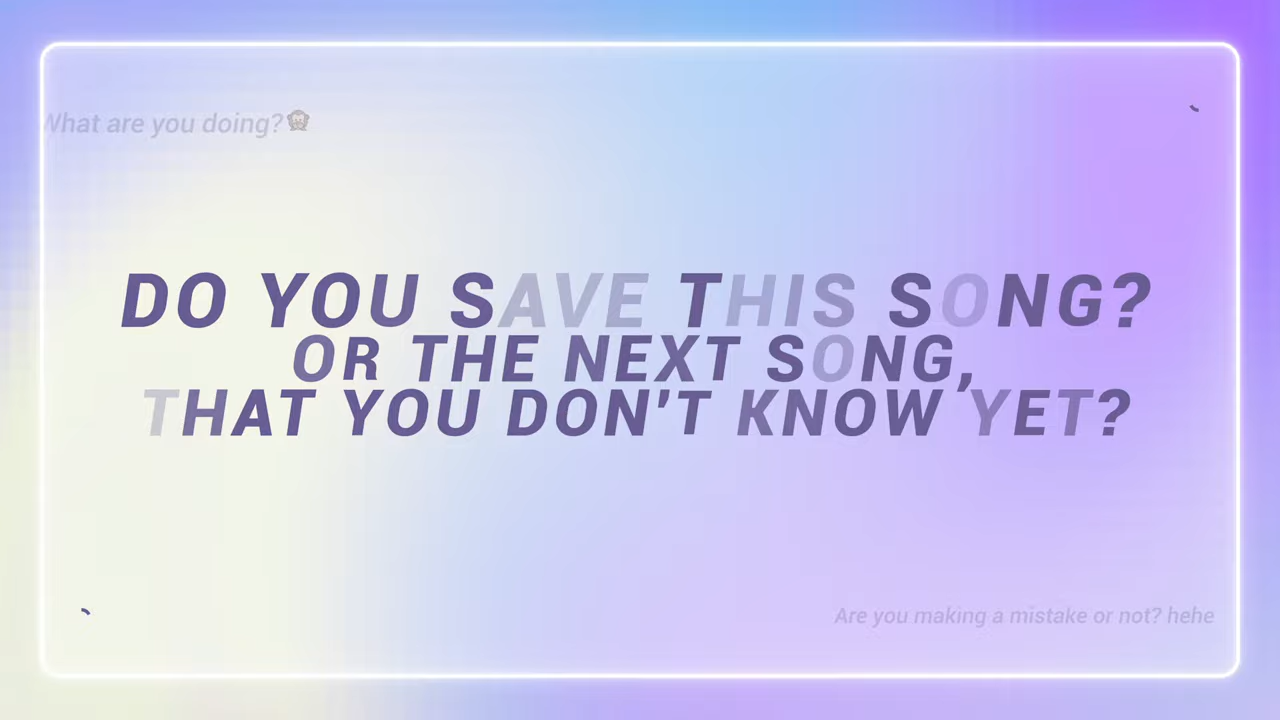 What are you doing?🙊
DO YOU SAVE THIS SONG?
OR THE NEXT SONG,
THAT YOU DON'T KNOW YET?
Are you making a mistake or not? hehe